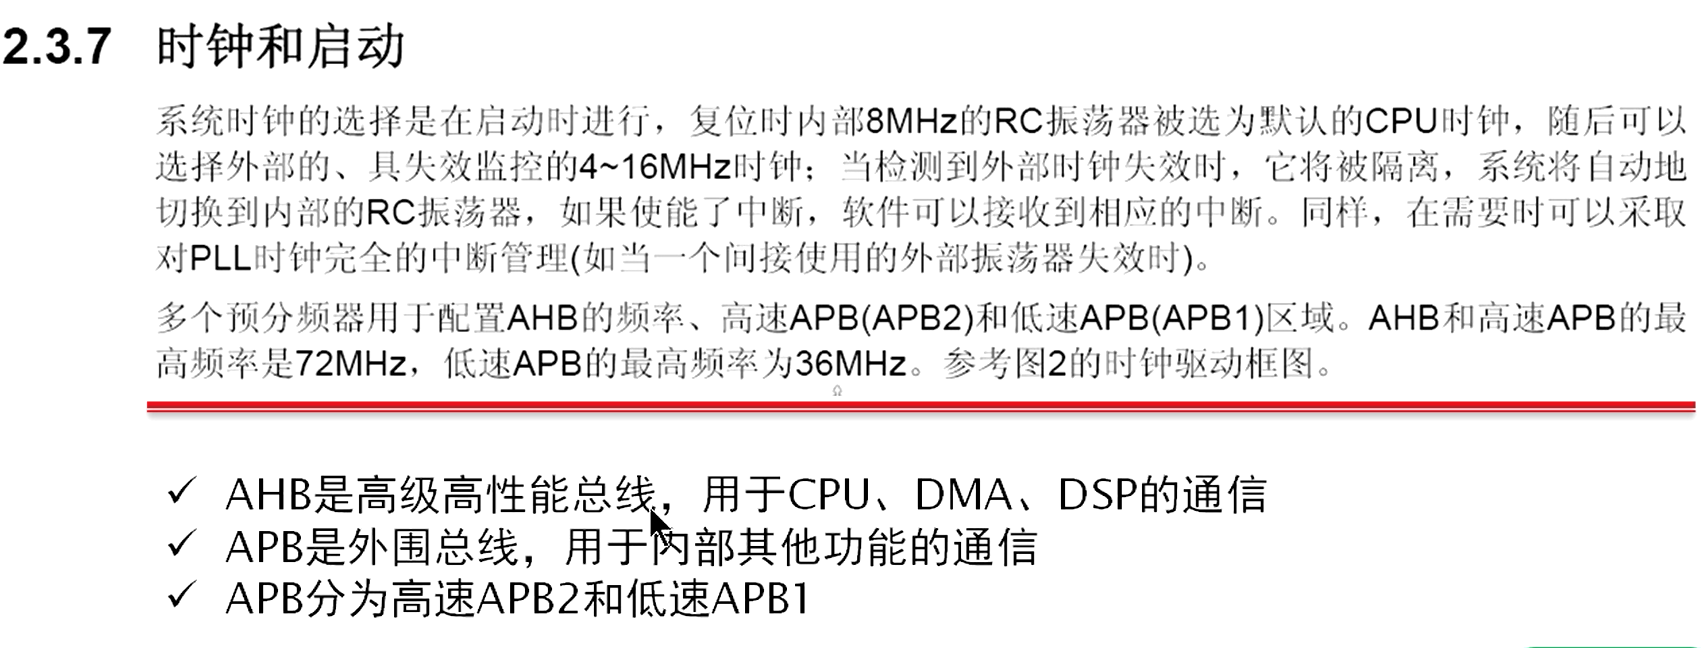 2.3.7 时钟和启动
系统时钟的选择是在启动时进行，复位时内部8MHz的RC振荡器被选为默认的CPU时钟，随后可以
选择外部的、具失效监控的4~16MHz时钟；当检测到外部时钟失效时，它将被隔离，系统将自动地
切换到内部的RC振荡器，如果使能了中断，软件可以接收到相应的中断。同样，在需要时可以采取
对PLL时钟完全的中断管理(如当一个间接使用的外部振荡器失效时)。
多个预分频器用于配置AHB的频率、高速APB(APB2)和低速APB(APB1)区域。AHB和高速APB的最
高频率是72MHz，低速APB的最高频率为36MHz。参考图2的时钟驱动框图。
✓ AHB是高级高性能总线，用于CPU、DMA、DSP的通信
✓ APB是外围总线，用于内部其他功能的通信
✓ APB分为高速APB2和低速APB1